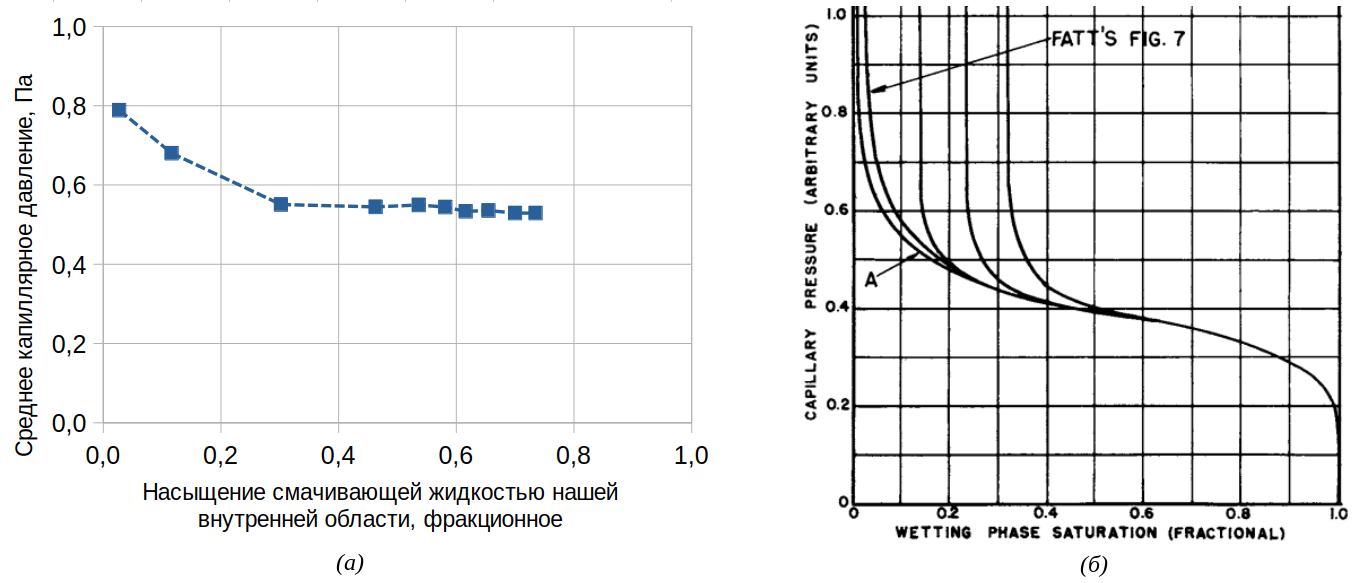 1,0
0,8
0,6
0,4
0,2
0,0
Среднее капиллярное давление, Па
0,0 0,2 0,4 0,6 0,8 1,0
Насыщение смачивающей жидкостью нашей
внутренней области, фракционное
(а)
1.0
0.8
0.6
0.4
0.2
0
CAPILLARY PRESSURE (ARBITRARY UNITS)
FATT'S FIG. 7
A
0 0.2 0.4 0.6 0.8 1.0
WETTING PHASE SATURATION (FRACTIONAL)
(б)